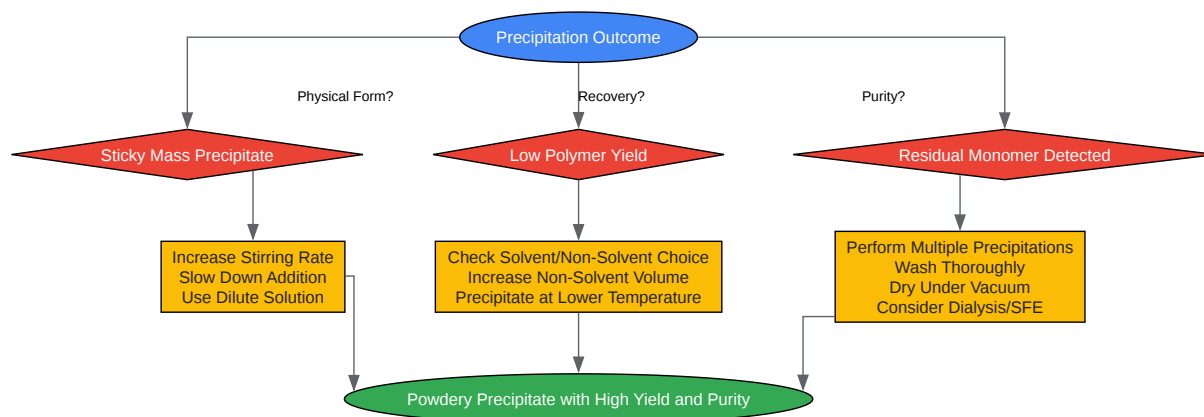 Precipitation Outcome
Physical Form?
Recovery?
Purity?
Sticky Mass Precipitate
Low Polymer Yield
Residual Monomer Detected
Increase Stirring Rate
Slow Down Addition
Use Dilute Solution
Check Solvent/Non-Solvent Choice
Increase Non-Solvent Volume
Precipitate at Lower Temperature
Perform Multiple Precipitations
Wash Thoroughly
Dry Under Vacuum
Consider Dialysis/SFE
Powdery Precipitate with High Yield and Purity